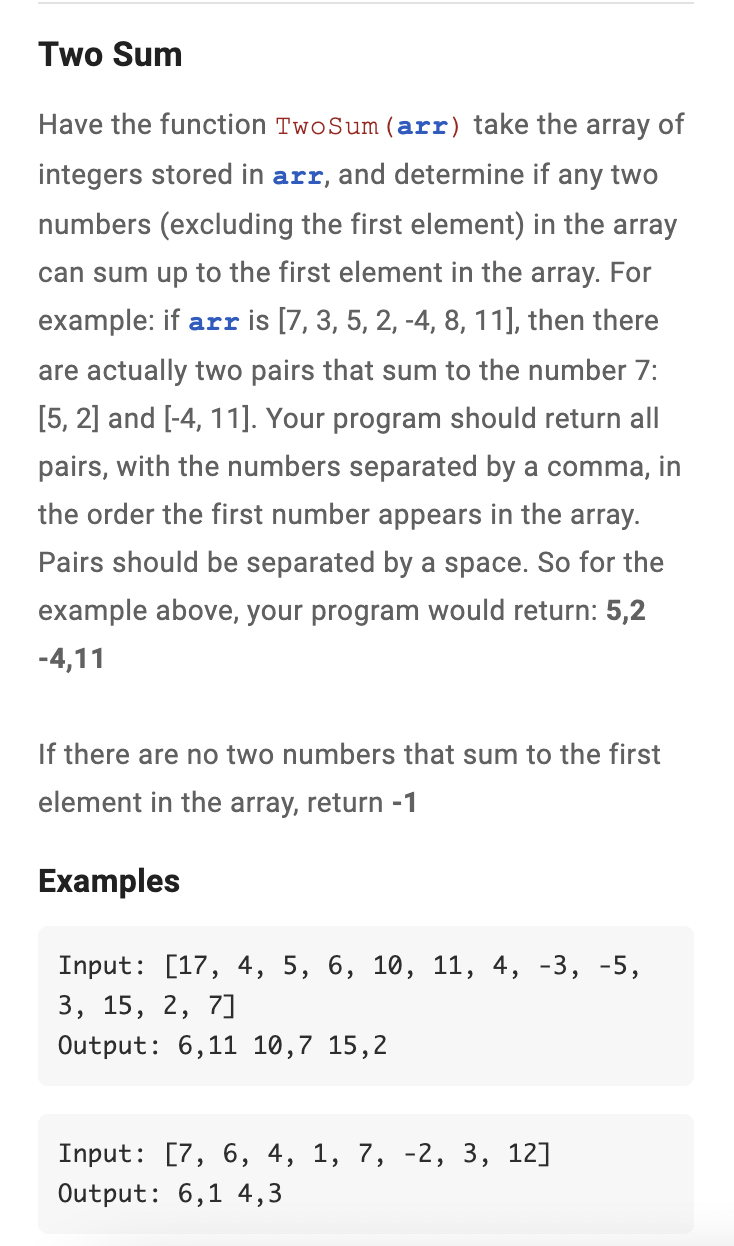 Two Sum
Have the function TwoSum(arr) take the array of
integers stored in arr, and determine if any two
numbers (excluding the first element) in the array
can sum up to the first element in the array. For
example: if arr is [7, 3, 5, 2, -4, 8, 11], then there
are actually two pairs that sum to the number 7:
[5, 2] and [-4, 11]. Your program should return all
pairs, with the numbers separated by a comma, in
the order the first number appears in the array.
Pairs should be separated by a space. So for the
example above, your program would return: 5,2
-4,11
If there are no two numbers that sum to the first
element in the array, return -1
Examples
Input: [17, 4, 5, 6, 10, 11, 4, -3, -5,
3, 15, 2, 7]
Output: 6,11 10,7 15,2
Input: [7, 6, 4, 1, 7, -2, 3, 12]
Output: 6,1 4,3